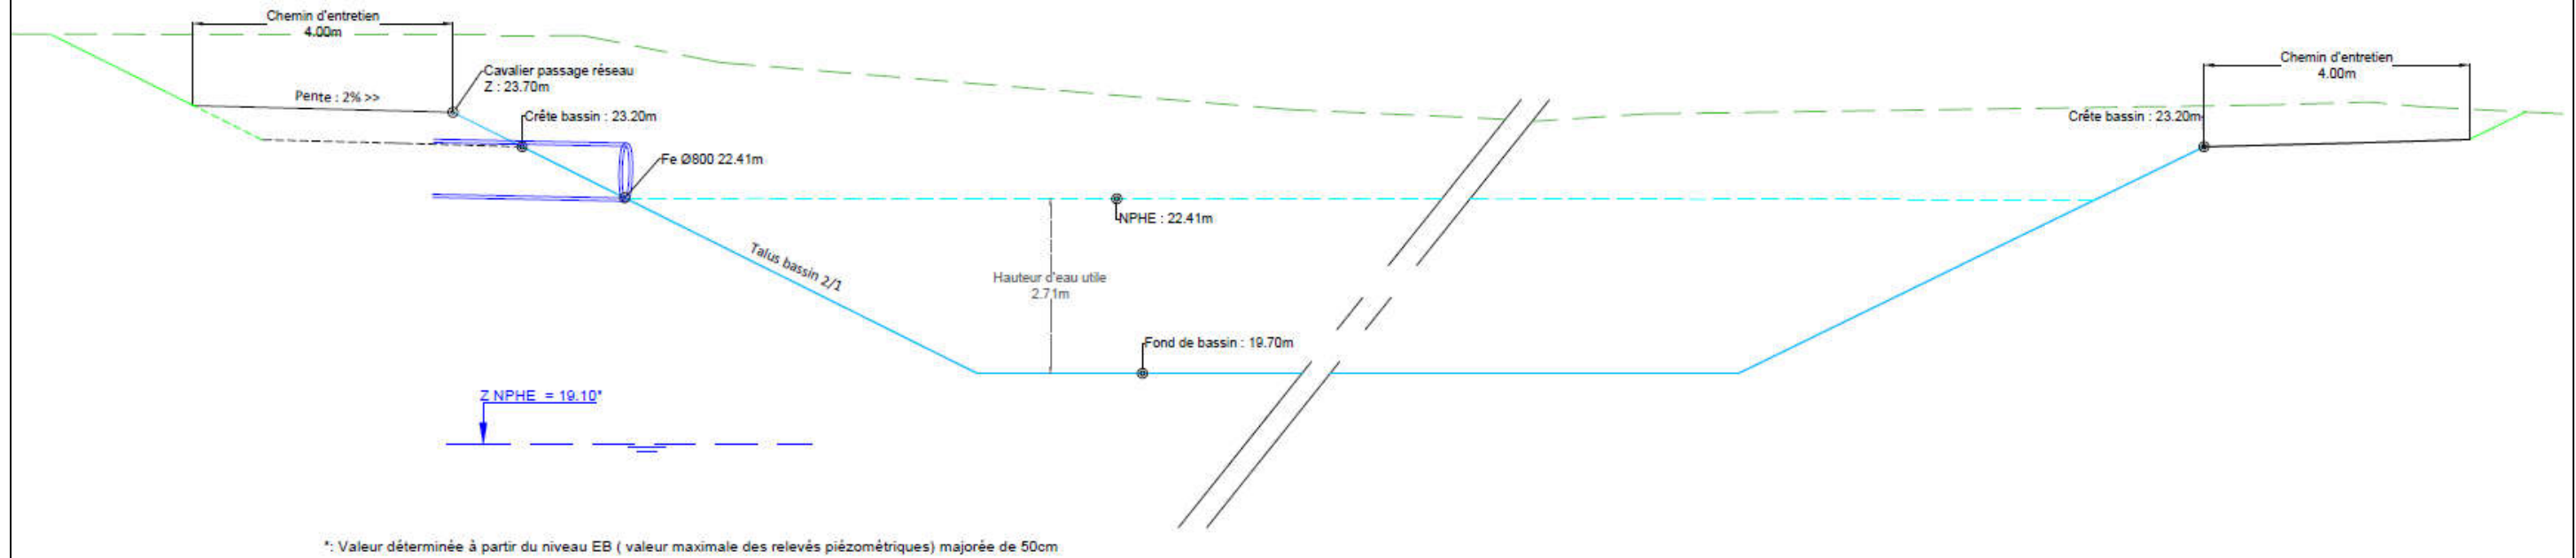 Chemin d'entretien
4.00m
Cavalier passage réseau
Z : 23.70m
Pente : 2% >>
Crête bassin : 23.20m
Fe Ø800 22.41m
Chemin d'entretien
4.00m
Crête bassin : 23.20m
NPHE : 22.41m
Talus bassin 2/1
Hauteur d'eau utile
2.71m
Fond de bassin : 19.70m
Z NPHE = 19.10*
*: Valeur déterminée à partir du niveau EB ( valeur maximale des relevés piézométriques) majorée de 50cm